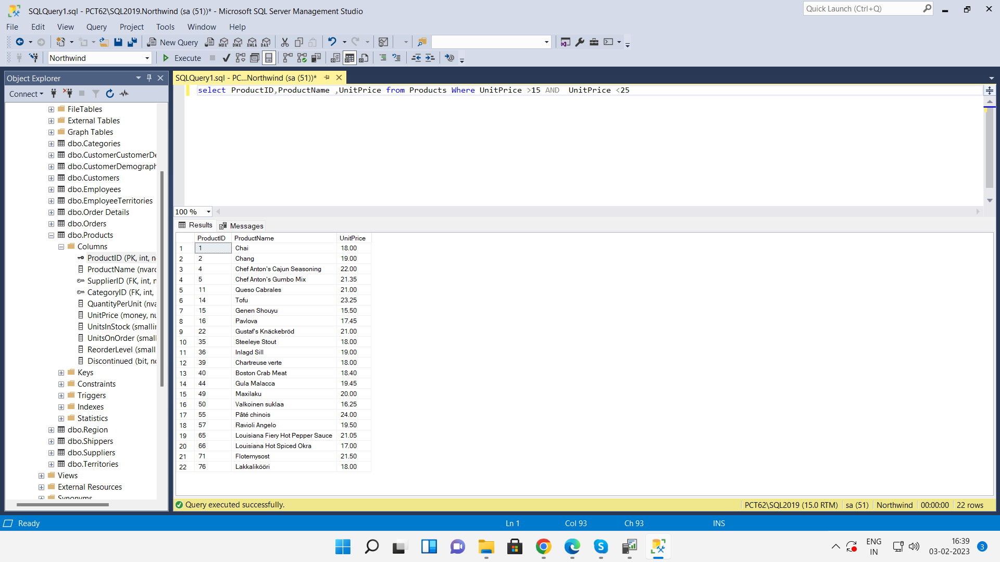 SQLQuery1.sql - PCT62\SQL2019.Northwind (sa (51))* - Microsoft SQL Server Management Studio
Quick Launch (Ctrl+Q)
File Edit View Query Project Tools Window Help
New Query MDX DMX XMLA DAX
Northwind Execute
Object Explorer
SQLQuery1.sql - PC...Northwind (sa (51))*
Connect
select ProductID,ProductName ,UnitPrice from Products Where UnitPrice >15 AND  UnitPrice <25
FileTables
External Tables
Graph Tables
dbo.Categories
dbo.CustomerCustomerDe
dbo.CustomerDemograph
dbo.Customers
dbo.Employees
dbo.EmployeeTerritories
dbo.Order Details
dbo.Orders
dbo.Products
Columns
ProductID (PK, int, n
ProductName (nvarc
SupplierID (FK, int, n
CategoryID (FK, int,
QuantityPerUnit (nva
UnitPrice (money, nu
UnitsInStock (smallin
UnitsOnOrder (small
ReorderLevel (small
Discontinued (bit, no
Keys
Constraints
Triggers
Indexes
Statistics
dbo.Region
dbo.Shippers
dbo.Suppliers
dbo.Territories
Views
External Resources
Synonyms
100 %
Results Messages
ProductID ProductName UnitPrice
1 1 Chai 18.00
2 2 Chang 19.00
3 4 Chef Anton's Cajun Seasoning 22.00
4 5 Chef Anton's Gumbo Mix 21.35
5 11 Queso Cabrales 21.00
6 14 Tofu 23.25
7 15 Genen Shouyu 15.50
8 16 Pavlova 17.45
9 22 Gustaf's Knäckebröd 21.00
10 35 Steeleye Stout 18.00
11 36 Inlagd Sill 19.00
12 39 Chartreuse verte 18.00
13 40 Boston Crab Meat 18.40
14 44 Gula Malacca 19.45
15 49 Maxilaku 20.00
16 50 Valkoinen suklaa 16.25
17 55 Pâté chinois 24.00
18 57 Ravioli Angelo 19.50
19 65 Louisiana Fiery Hot Pepper Sauce 21.05
20 66 Louisiana Hot Spiced Okra 17.00
21 71 Flotemysost 21.50
22 76 Lakkalikööri 18.00
Query executed successfully. PCT62\SQL2019 (15.0 RTM) sa (51) Northwind 00:00:00 22 rows
Ready Ln 1 Col 93 Ch 93 INS
ENG
IN
16:39
03-02-2023
3